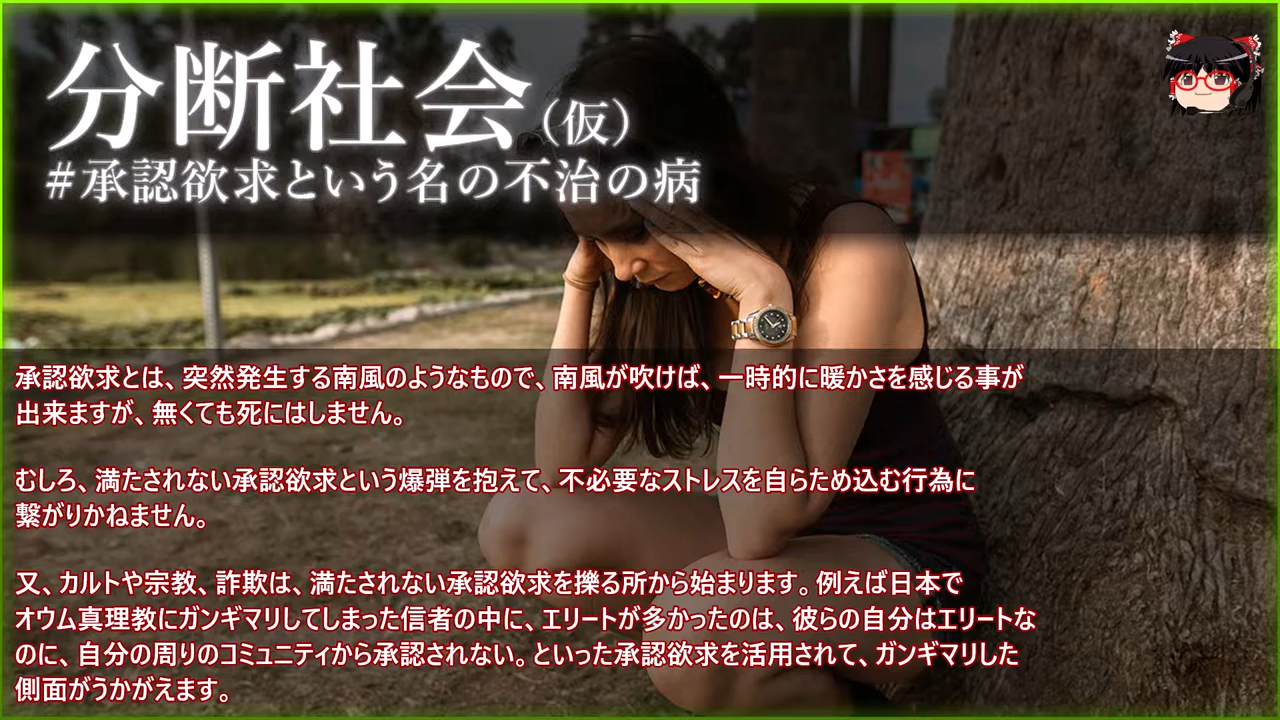 分断社会（仮）
#承認欲求という名の不治の病
承認欲求とは、突然発生する南風のようなもので、南風が吹けば、一時的に暖かさを感じる事が
出来ますが、無くても死にはしません。
むしろ、満たされない承認欲求という爆弾を抱えて、不必要なストレスを自らため込む行為に
繋がりかねません。
又、カルトや宗教、詐欺は、満たされない承認欲求を擽る所から始まります。例えば日本で
オウム真理教にガンギマリしてしまった信者の中に、エリートが多かったのは、彼らの自分はエリートな
のに、自分の周りのコミュニティから承認されない。といった承認欲求を活用されて、ガンギマリした
側面がうかがえます。